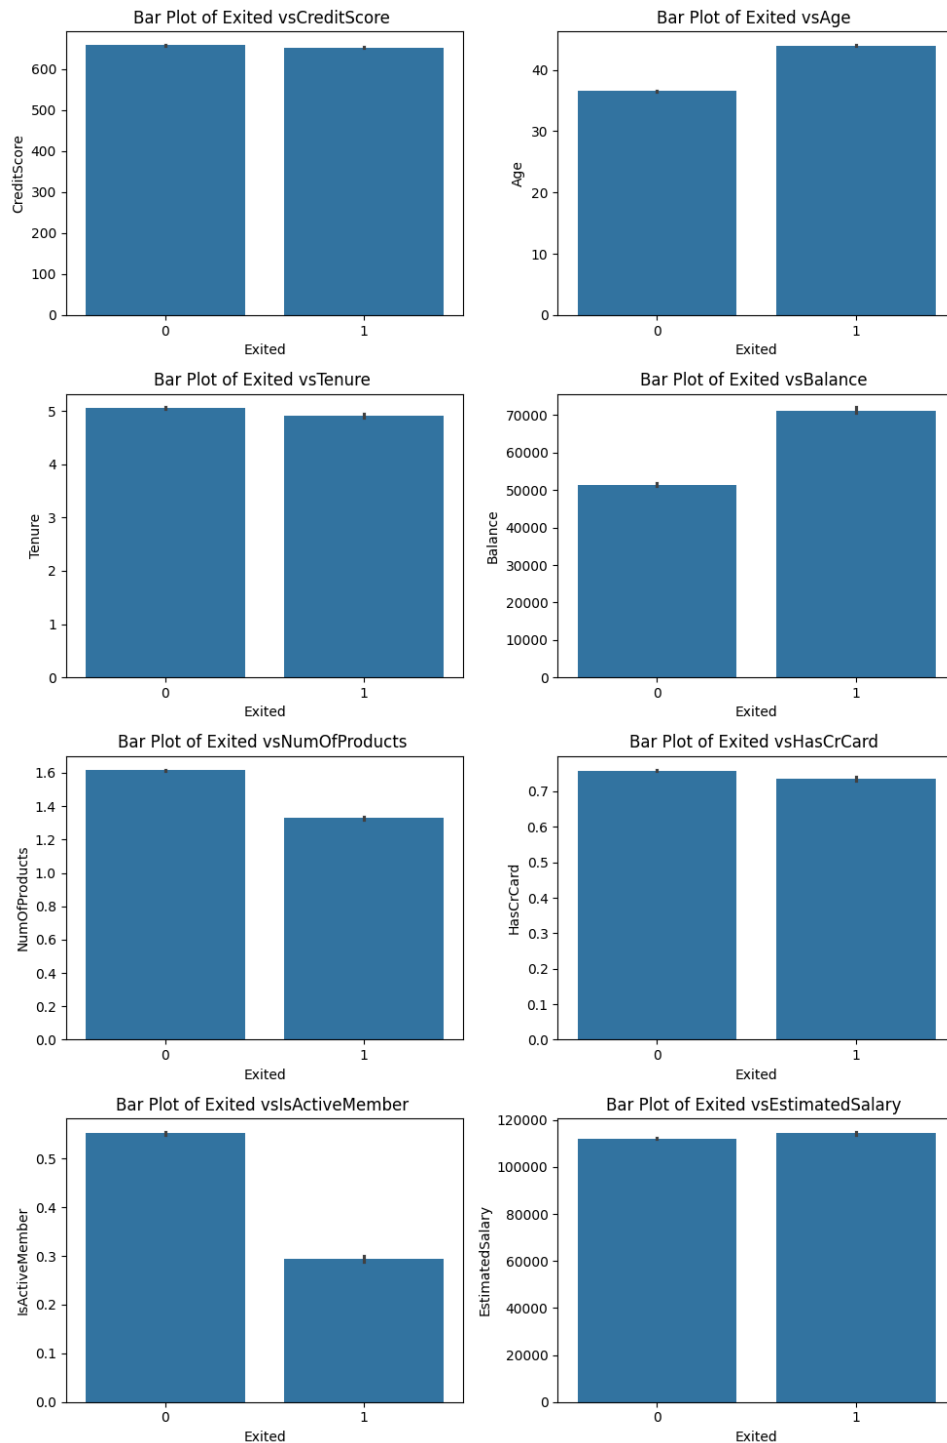 Bar Plot of Exited vsCreditScore
CreditScore
600
500
400
300
200
100
0
0 1
Exited
Bar Plot of Exited vsAge
Age
40
30
20
10
0
0 1
Exited
Bar Plot of Exited vsTenure
Tenure
5
4
3
2
1
0
0 1
Exited
Bar Plot of Exited vsBalance
Balance
70000
60000
50000
40000
30000
20000
10000
0
0 1
Exited
Bar Plot of Exited vsNumOfProducts
NumOfProducts
1.6
1.4
1.2
1.0
0.8
0.6
0.4
0.2
0.0
0 1
Exited
Bar Plot of Exited vsHasCrCard
HasCrCard
0.7
0.6
0.5
0.4
0.3
0.2
0.1
0.0
0 1
Exited
Bar Plot of Exited vsIsActiveMember
IsActiveMember
0.5
0.4
0.3
0.2
0.1
0.0
0 1
Exited
Bar Plot of Exited vsEstimatedSalary
EstimatedSalary
120000
100000
80000
60000
40000
20000
0
0 1
Exited